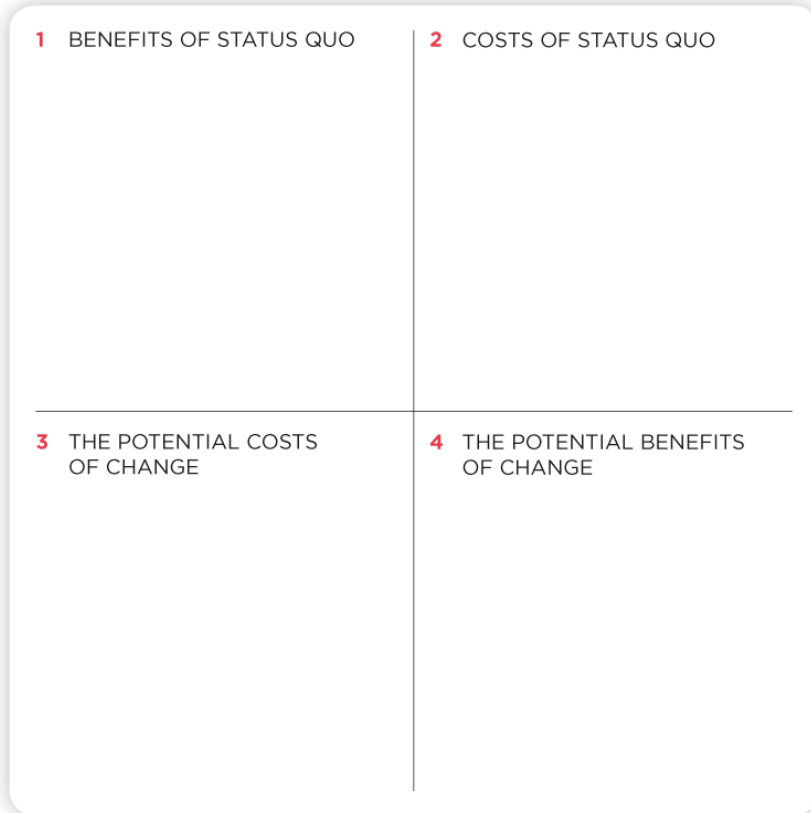 1 BENEFITS OF STATUS QUO
2 COSTS OF STATUS QUO
3 THE POTENTIAL COSTS
OF CHANGE
4 THE POTENTIAL BENEFITS
OF CHANGE